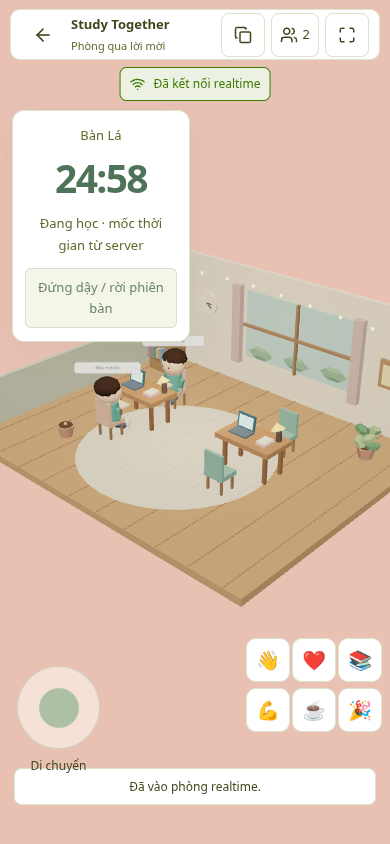 Study Together
Phòng qua lời mời
2
Đã kết nối realtime
Bàn Lá
24:58
Đang học · mốc thời
gian từ server
Đứng dậy / rời phiên
bàn
Di chuyển
Đã vào phòng realtime.